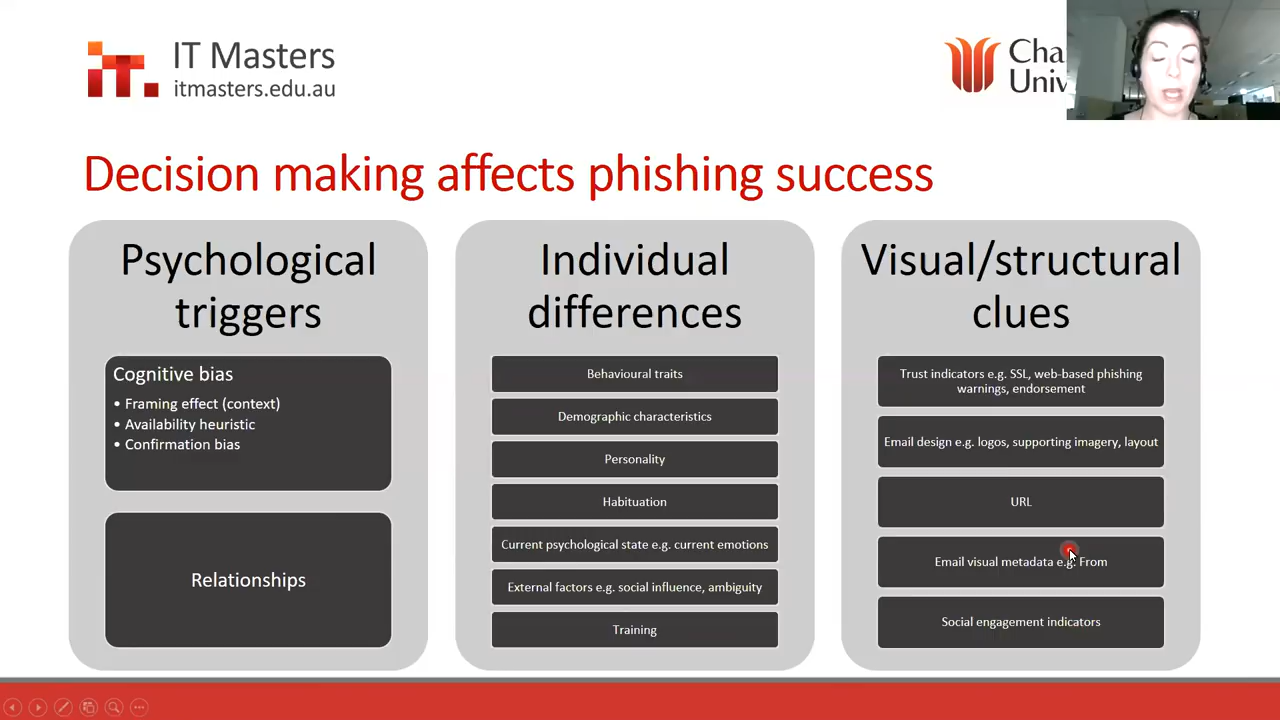 IT Masters
itmasters.edu.au
Decision making affects phishing success
Psychological
triggers
Cognitive bias
• Framing effect (context)
• Availability heuristic
• Confirmation bias
Relationships
Individual
differences
Behavioural traits
Demographic characteristics
Personality
Habituation
Current psychological state e.g. current emotions
External factors e.g. social influence, ambiguity
Training
Visual/structural
clues
Trust indicators e.g. SSL, web-based phishing
warnings, endorsement
Email design e.g. logos, supporting imagery, layout
URL
Email visual metadata e.g. From
Social engagement indicators